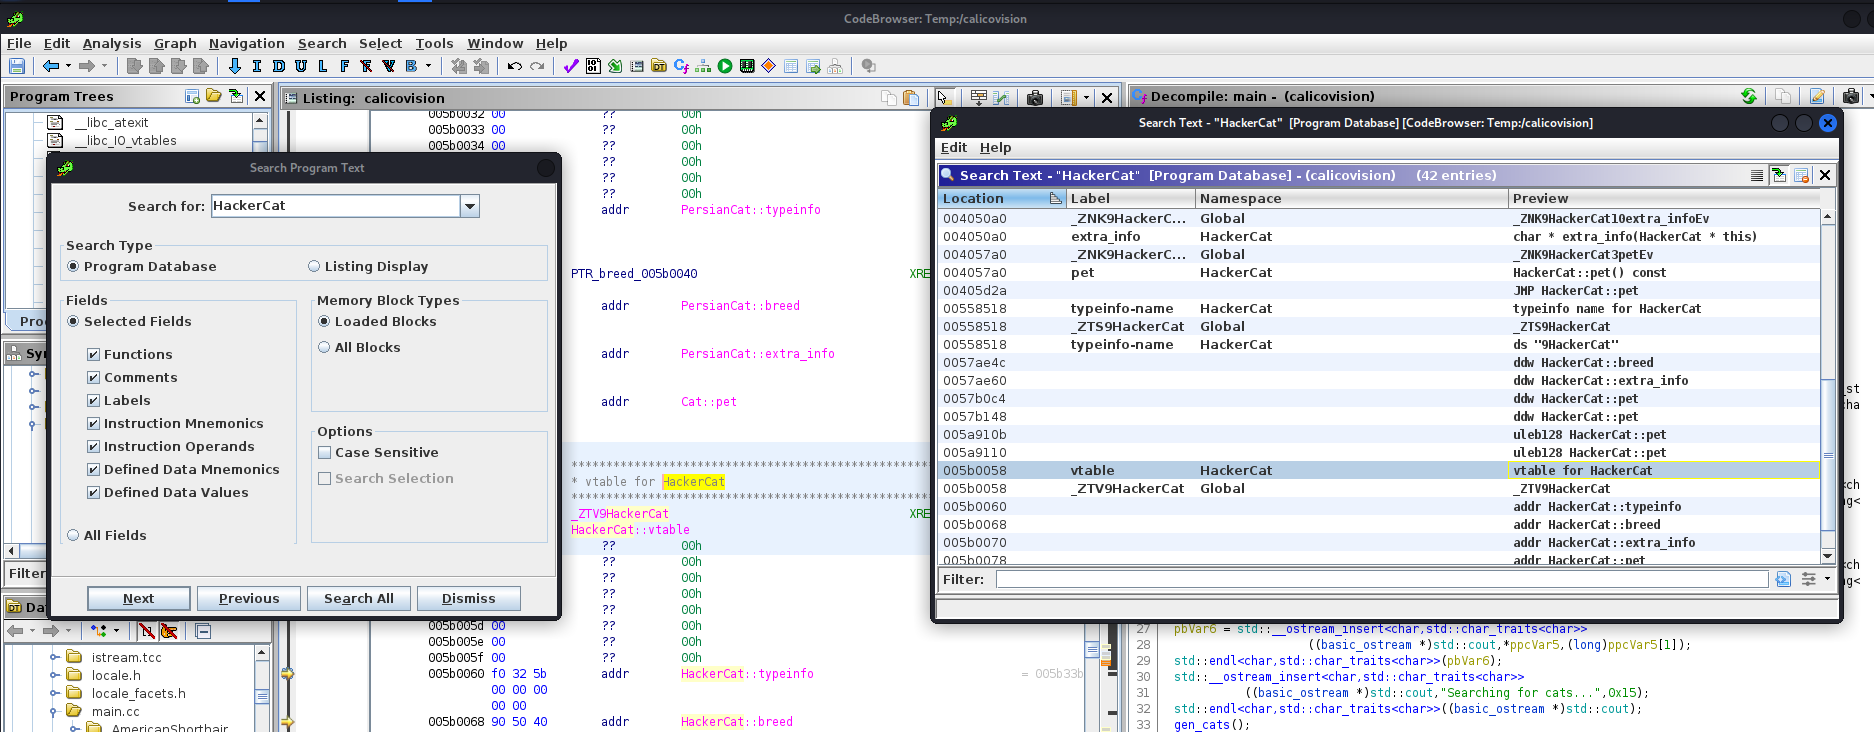 CodeBrowser: Temp:/calicovision
File Edit Analysis Graph Navigation Search Select Tools Window Help
I D U L F F V B
Program Trees
__libc_atexit
__libc_IO_vtables
Listing: calicovision
Decompile: main - (calicovision)
005b0032 00 ?? 00h
005b0033 00 ?? 00h
005b0034 00 ?? 00h
?? 00h
?? 00h
?? 00h
addr PersianCat::typeinfo
PTR_breed_005b0040 XRE
addr PersianCat::breed
addr PersianCat::extra_info
addr Cat::pet
* vtable for HackerCat
_ZTV9HackerCat XRE
HackerCat::vtable
?? 00h
?? 00h
?? 00h
?? 00h
?? 00h
005b005d 00 ?? 00h
005b005e 00 ?? 00h
005b005f 00 ?? 00h
005b0060 f0 32 5b addr HackerCat::typeinfo = 005b33b
00 00 00
00 00
005b0068 90 50 40 addr HackerCat::breed
Search Program Text
Search for: HackerCat
Search Type
Program Database
Listing Display
Fields
Selected Fields
Functions
Comments
Labels
Instruction Mnemonics
Instruction Operands
Defined Data Mnemonics
Defined Data Values
All Fields
Memory Block Types
Loaded Blocks
All Blocks
Options
Case Sensitive
Search Selection
Next Previous Search All Dismiss
Pro
Sy
Filter
Da
istream.tcc
locale.h
locale_facets.h
main.cc
AmericanShorthair
Search Text - "HackerCat" [Program Database] [CodeBrowser: Temp:/calicovision]
Edit Help
Search Text - "HackerCat" [Program Database] - (calicovision) (42 entries)
Location Label Namespace Preview
004050a0 _ZNK9HackerC... Global _ZNK9HackerCat10extra_infoEv
004050a0 extra_info HackerCat char * extra_info(HackerCat * this)
004057a0 _ZNK9HackerC... Global _ZNK9HackerCat3petEv
004057a0 pet HackerCat HackerCat::pet() const
00405d2a JMP HackerCat::pet
00558518 typeinfo-name HackerCat typeinfo name for HackerCat
00558518 _ZTS9HackerCat Global _ZTS9HackerCat
00558518 typeinfo-name HackerCat ds "9HackerCat"
0057ae4c ddw HackerCat::breed
0057ae60 ddw HackerCat::extra_info
0057b0c4 ddw HackerCat::pet
0057b148 ddw HackerCat::pet
005a910b uleb128 HackerCat::pet
005a9110 uleb128 HackerCat::pet
005b0058 vtable HackerCat vtable for HackerCat
005b0058 _ZTV9HackerCat Global _ZTV9HackerCat
005b0060 addr HackerCat::typeinfo
005b0068 addr HackerCat::breed
005b0070 addr HackerCat::extra_info
005b0078 addr HackerCat::pet
Filter:
27 pbVar6 = std::__ostream_insert<char,std::char_traits<char>>
28 ((basic_ostream *)std::cout,*ppcVar5,(long)ppcVar5[1]);
29 std::endl<char,std::char_traits<char>>(pbVar6);
30 std::__ostream_insert<char,std::char_traits<char>>
31 ((basic_ostream *)std::cout,"Searching for cats...",0x15);
32 std::endl<char,std::char_traits<char>>((basic_ostream *)std::cout);
33 gen_cats();